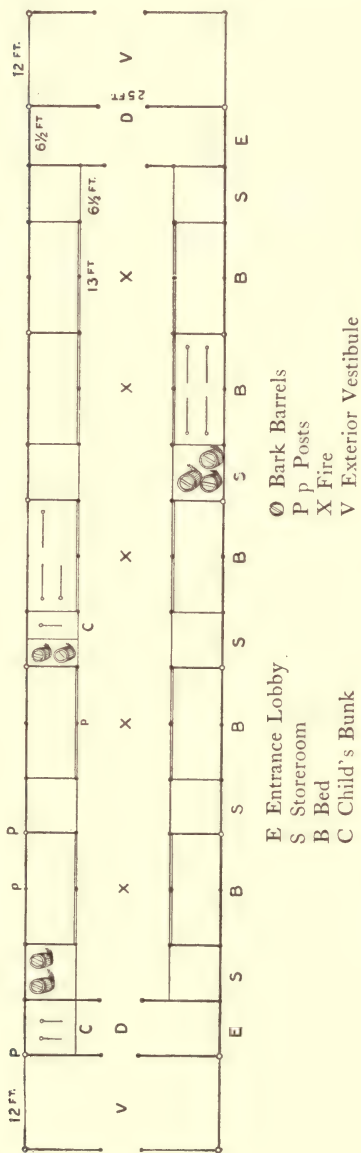 12 FT. P p P 6½ FT 12 FT.
6½ FT.
C p C 13 FT
V D X X X X X D 25 FT V
E S B S B S B S B B S E
E Entrance Lobby
S Storeroom
B Bed
C Child's Bunk
Ø Bark Barrels
P p Posts
X Fire
V Exterior Vestibule